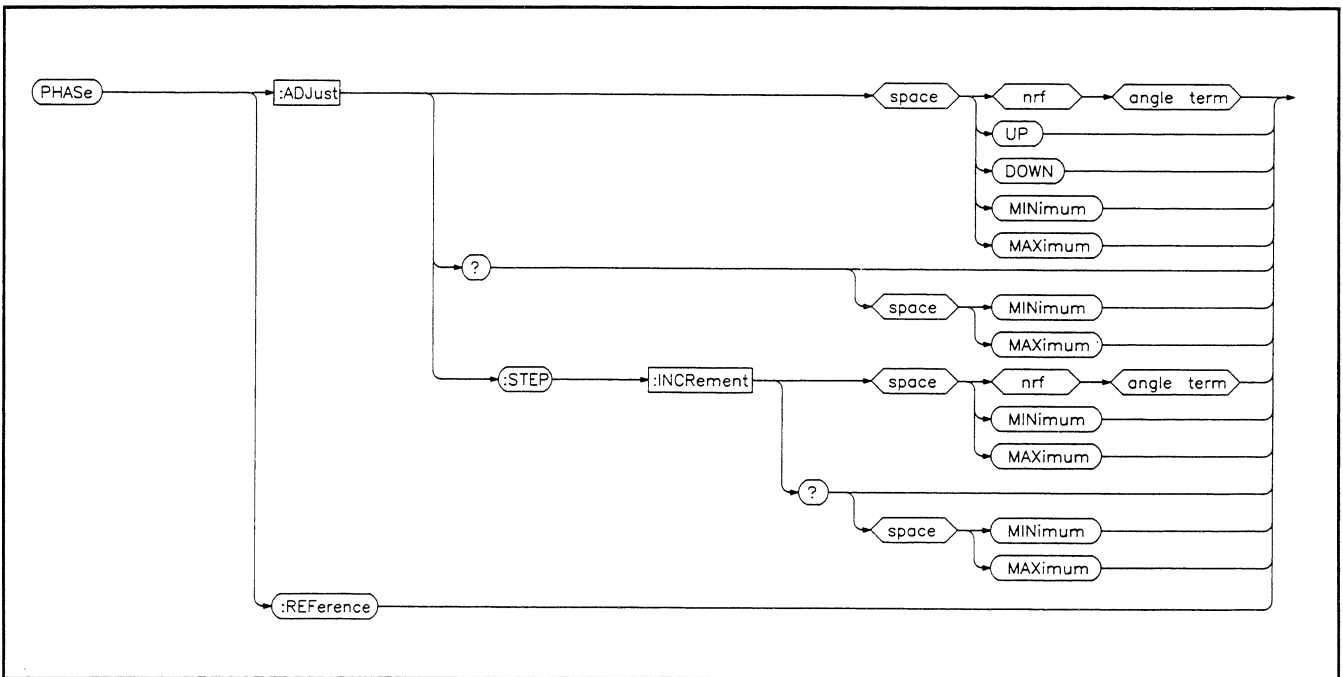 PHASe :ADJust space nrf angle term
UP
DOWN
MINimum
MAXimum
?
space MINimum
MAXimum
:STEP :INCRement space nrf angle term
MINimum
MAXimum
?
space MINimum
MAXimum
:REFerence